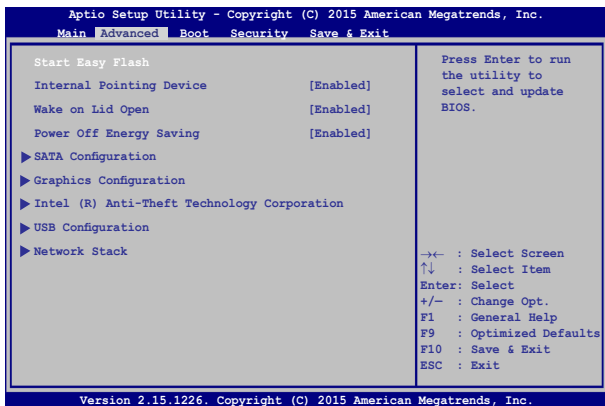 Aptio Setup Utility - Copyright (C) 2015 American Megatrends, Inc.
Main Advanced Boot Security Save & Exit
Start Easy Flash
Internal Pointing Device [Enabled]
Wake on Lid Open [Enabled]
Power Off Energy Saving [Enabled]
SATA Configuration
Graphics Configuration
Intel (R) Anti-Theft Technology Corporation
USB Configuration
Network Stack
Press Enter to run
the utility to
select and update
BIOS.
→← : Select Screen
↑↓ : Select Item
Enter: Select
+/— : Change Opt.
F1 : General Help
F9 : Optimized Defaults
F10 : Save & Exit
ESC : Exit
Version 2.15.1226. Copyright (C) 2015 American Megatrends, Inc.